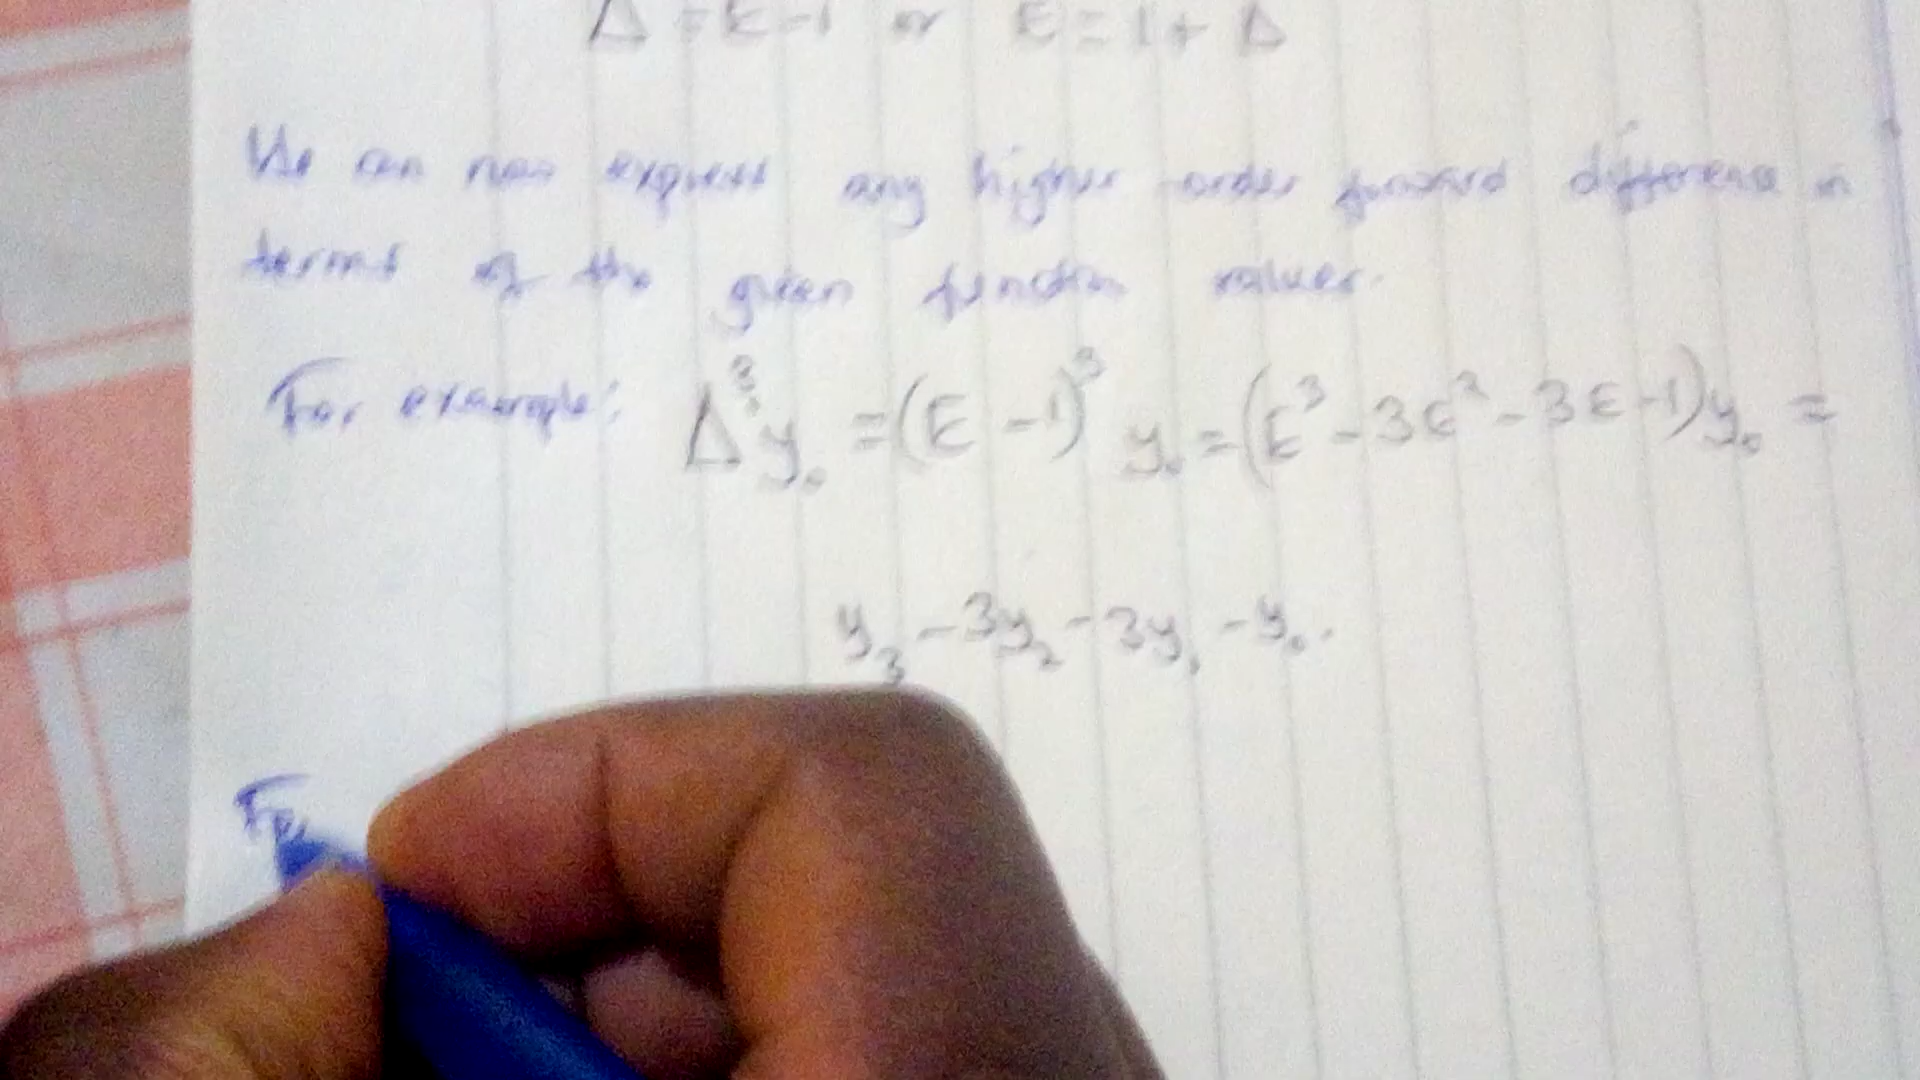 Δ = E - 1 or E = 1 + Δ
We can now express any higher order forward difference in
terms of the given function values.
For example: Δ³y₀ = (E - 1)³ y₀ = (E³ - 3E² - 3E - 1)y₀ =
y₃ - 3y₂ - 3y₁ - y₀.